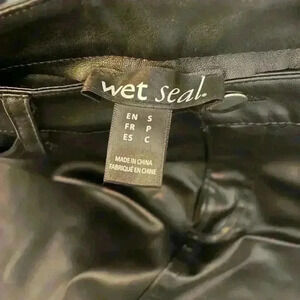 wet seal.
EN S
FR P
ES C
MADE IN CHINA
FABRIQUÉ EN CHINE